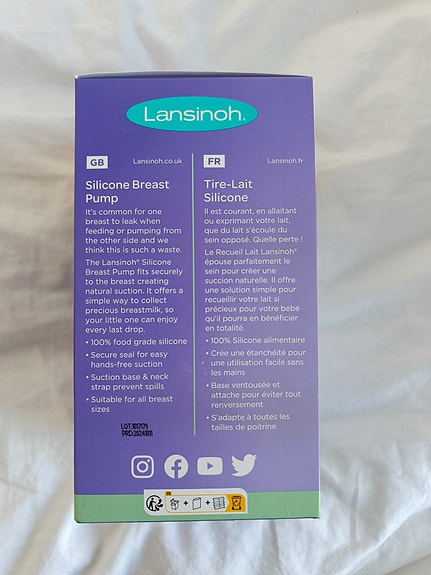 Lansinoh®
GB
Lansinoh.co.uk
Silicone Breast
Pump
It's common for one
breast to leak when
feeding or pumping from
the other side and we
think this is such a waste.
The Lansinoh® Silicone
Breast Pump fits securely
to the breast creating
natural suction. It offers a
simple way to collect
precious breastmilk, so
your little one can enjoy
every last drop.
• 100% food grade silicone
• Secure seal for easy
hands-free suction
• Suction base & neck
strap prevent spills
• Suitable for all breast
sizes
FR
Lansinoh.fr
Tire-Lait
Silicone
Il est courant, en allaitant
ou exprimant votre lait,
que du lait s'écoule du
sein opposé. Quelle perte !
Le Recueil Lait Lansinoh®
épouse parfaitement le
sein pour créer une
succion naturelle. Il offre
une solution simple pour
recueillir votre lait si
précieux pour votre bébé
qu'il pourra en bénéficier
en totalité.
• 100% Silicone alimentaire
• Crée une étanchéité pour
une utilisation facile sans
les mains
• Base ventousée et
attache pour éviter tout
renversement
• S'adapte à toutes les
tailles de poitrine
PRD:20241011
FR